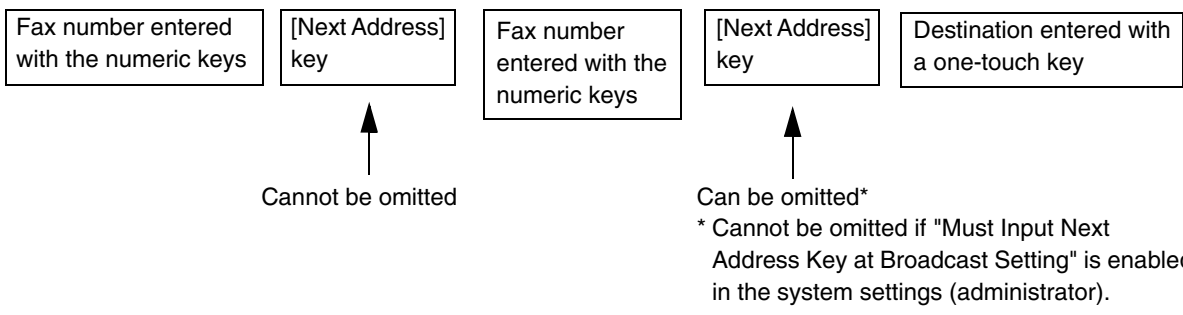 Fax number entered
with the numeric keys
[Next Address]
key
Fax number
entered with the
numeric keys
[Next Address]
key
Destination entered with
a one-touch key
Cannot be omitted
Can be omitted*
* Cannot be omitted if "Must Input Next
Address Key at Broadcast Setting" is enabled
in the system settings (administrator).